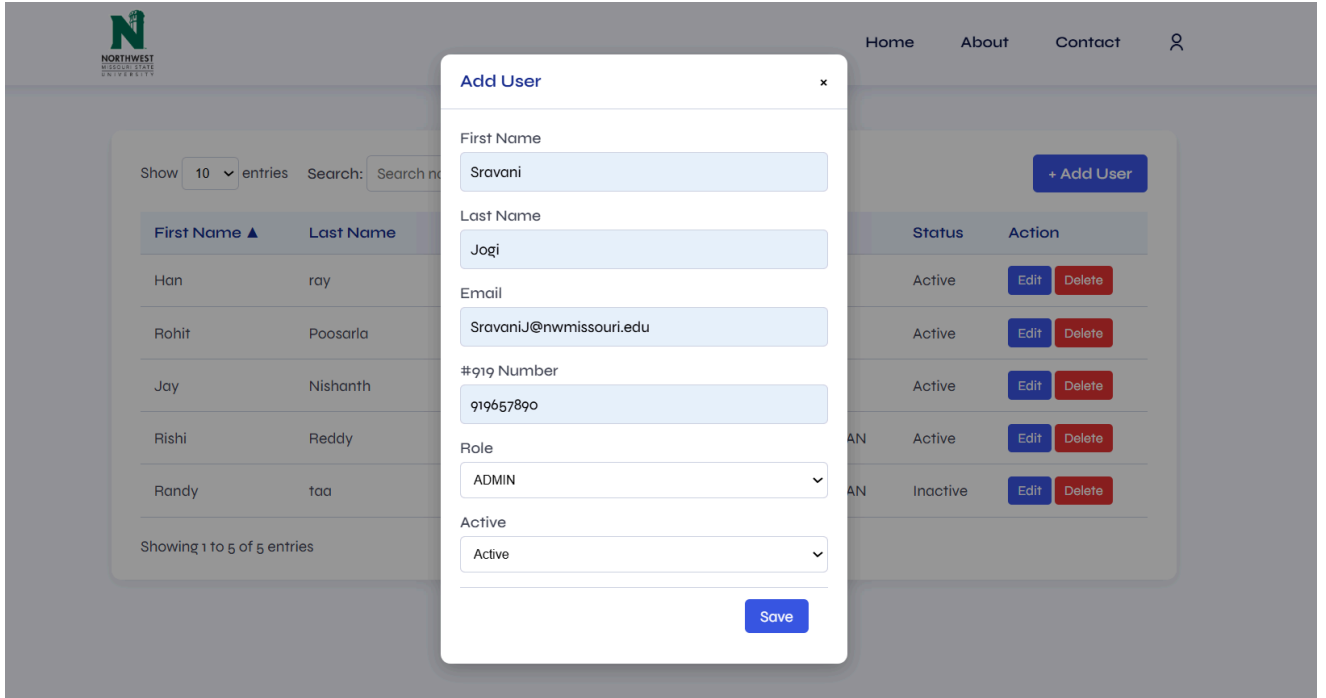 N
NORTHWEST
MISSOURI STATE
UNIVERSITY
Home About Contact
Add User ×
First Name
Sravani
Last Name
Jogi
Email
SravaniJ@nwmissouri.edu
#919 Number
919657890
Role
ADMIN
Active
Active
Save
Show 10 entries Search: Search + Add User
First Name ▲ Last Name Status Action
Han ray Active Edit Delete
Rohit Poosarla Active Edit Delete
Jay Nishanth Active Edit Delete
Rishi Reddy AN Active Edit Delete
Randy taa AN Inactive Edit Delete
Showing 1 to 5 of 5 entries